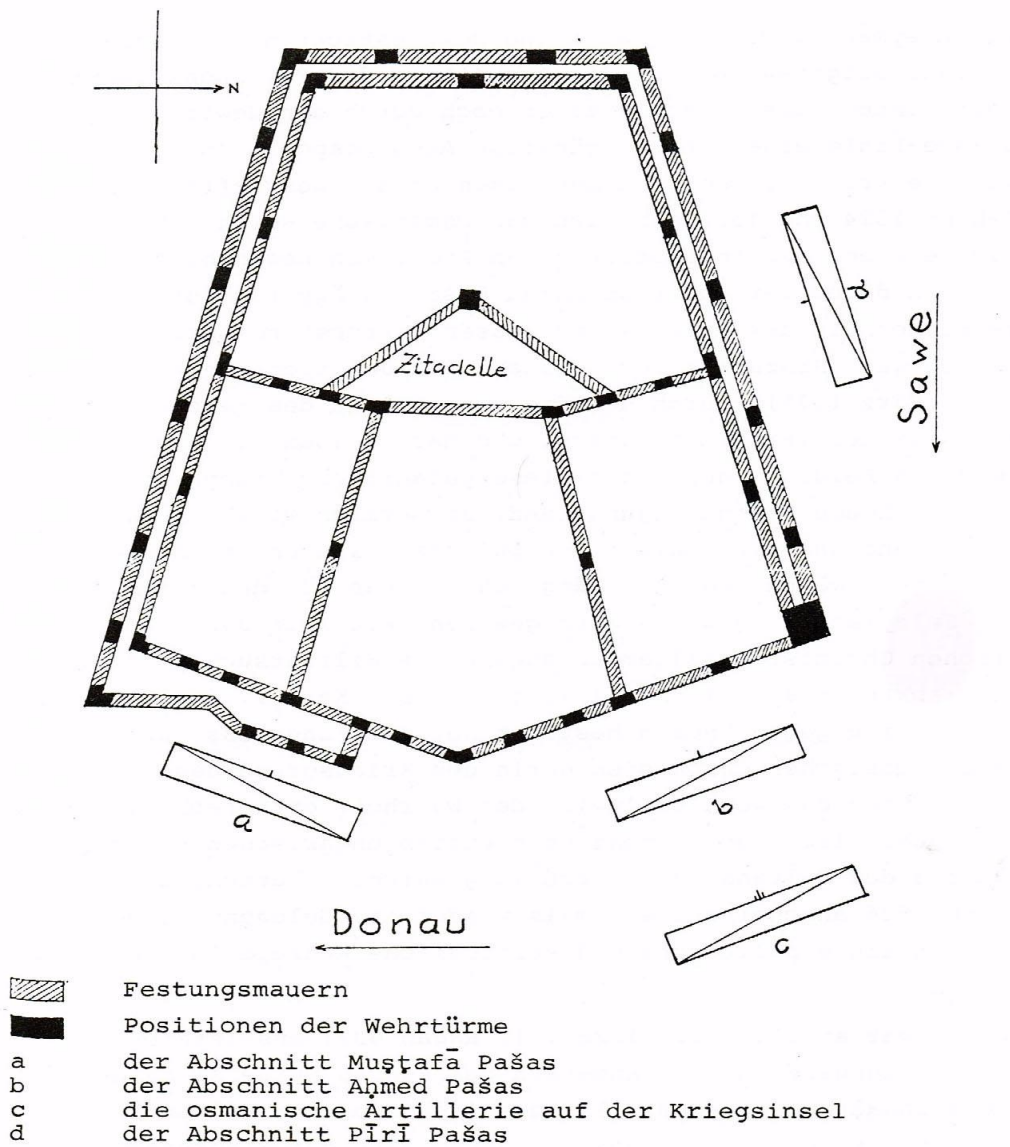 N
Zitadelle
d
Sawe
a
b
c
Donau
Festungsmauern
Positionen der Wehrtürme
a der Abschnitt Muṣṭafā Pašas
b der Abschnitt Aḥmed Pašas
c die osmanische Artillerie auf der Kriegsinsel
d der Abschnitt Pīrī Pašas